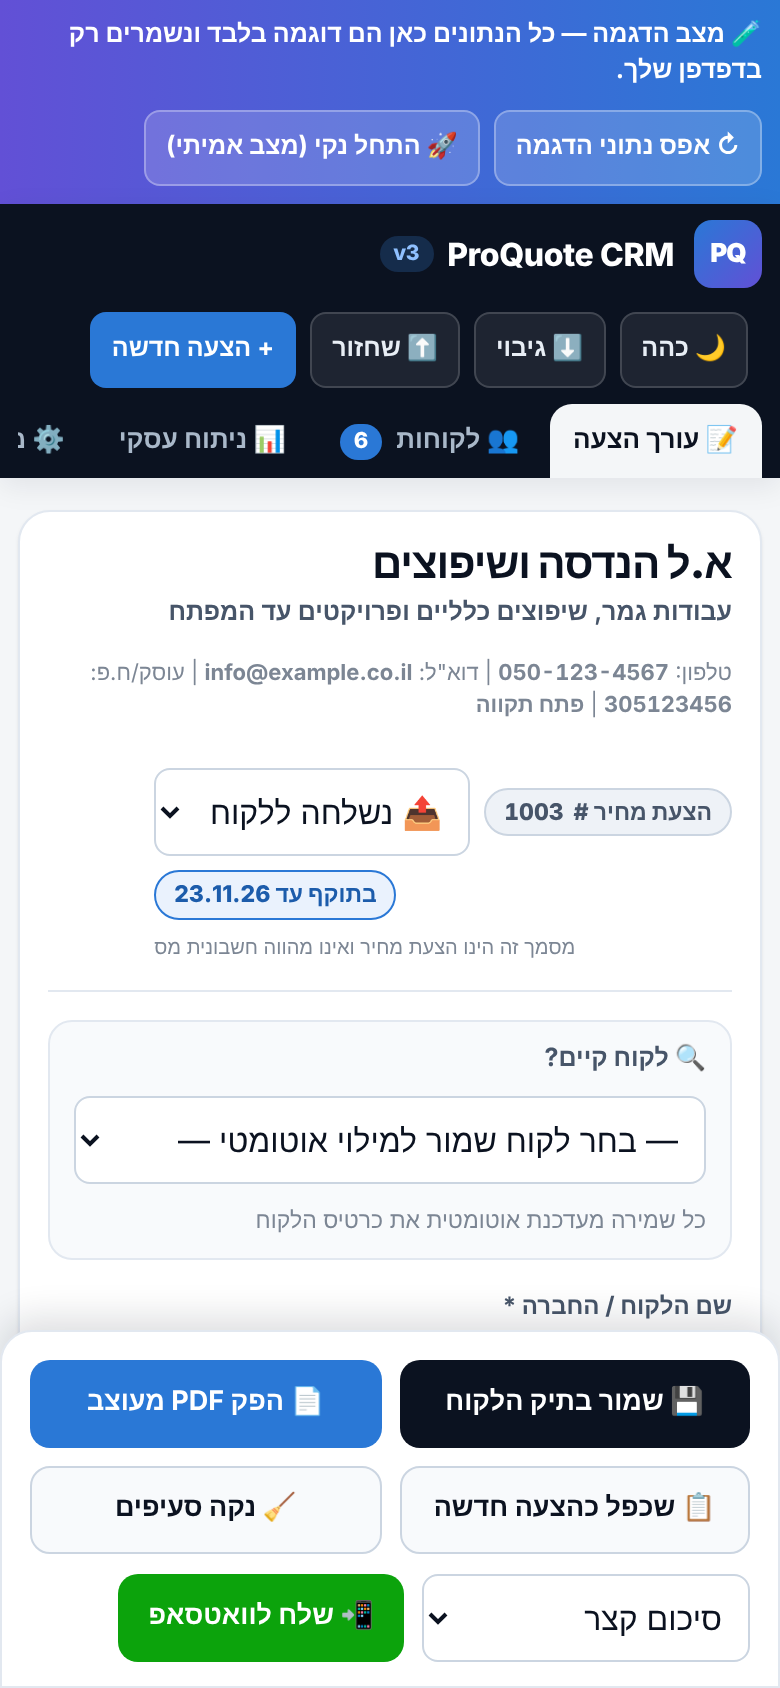 🧪 מצב הדגמה — כל הנתונים כאן הם דוגמה בלבד ונשמרים רק
בדפדפן שלך.
↻ אפס נתוני הדגמה
🚀 התחל נקי (מצב אמיתי)
PQ
ProQuote CRM
v3
🌙 כהה
⬇️ גיבוי
⬆️ שחזור
+ הצעה חדשה
📝 עורך הצעה
👥 לקוחות 6
📊 ניתוח עסקי
⚙️
א.ל הנדסה ושיפוצים
עבודות גמר, שיפוצים כלליים ופרויקטים עד המפתח
טלפון: 050-123-4567 | דוא"ל: info@example.co.il | עוסק/ח.פ:
305123456 | פתח תקווה
הצעת מחיר # 1003
📤 נשלחה ללקוח
בתוקף עד 23.11.26
מסמך זה הינו הצעת מחיר ואינו מהווה חשבונית מס
🔍 לקוח קיים?
— בחר לקוח שמור למילוי אוטומטי —
כל שמירה מעדכנת אוטומטית את כרטיס הלקוח
שם הלקוח / החברה *
💾 שמור בתיק הלקוח
📄 הפק PDF מעוצב
📋 שכפל כהצעה חדשה
🧹 נקה סעיפים
סיכום קצר
📲 שלח לוואטסאפ